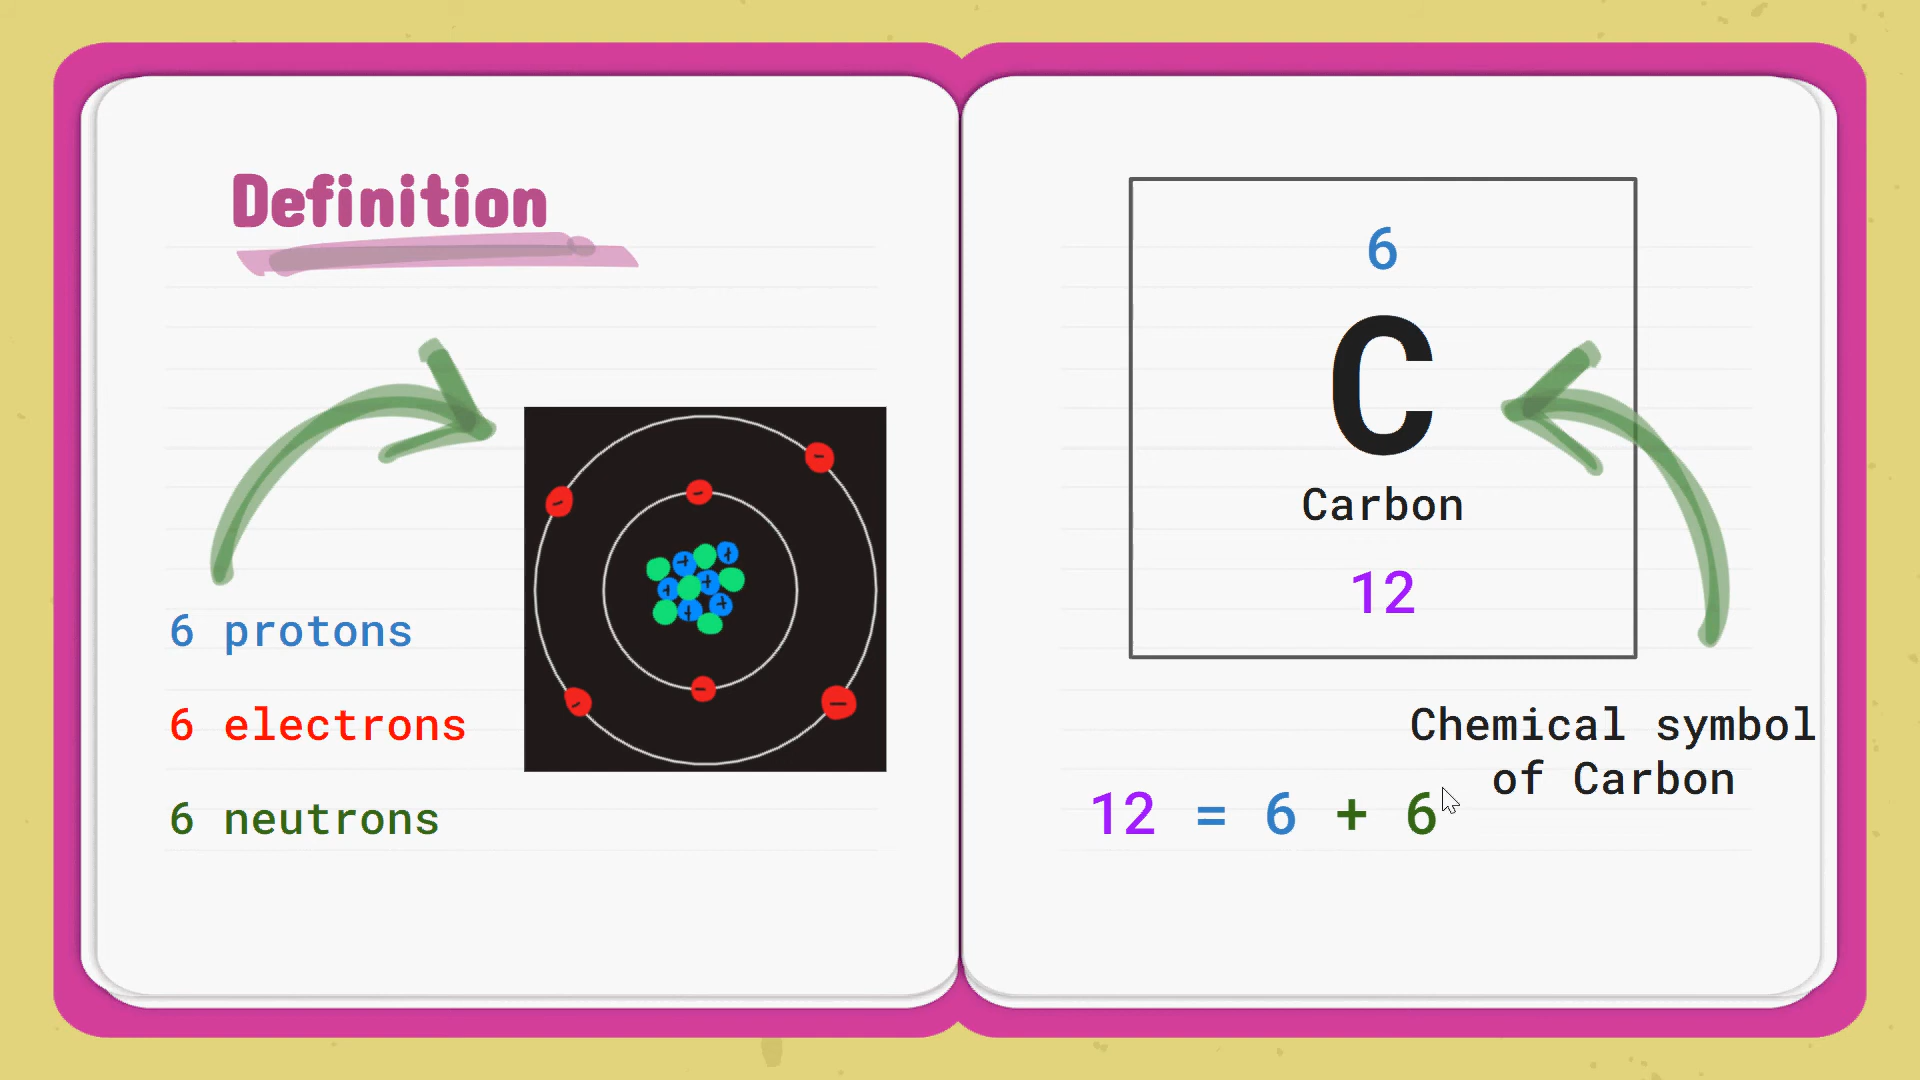 Definition
6 protons
6 electrons
6 neutrons
6
C
Carbon
12
Chemical symbol
of Carbon
12 = 6 + 6